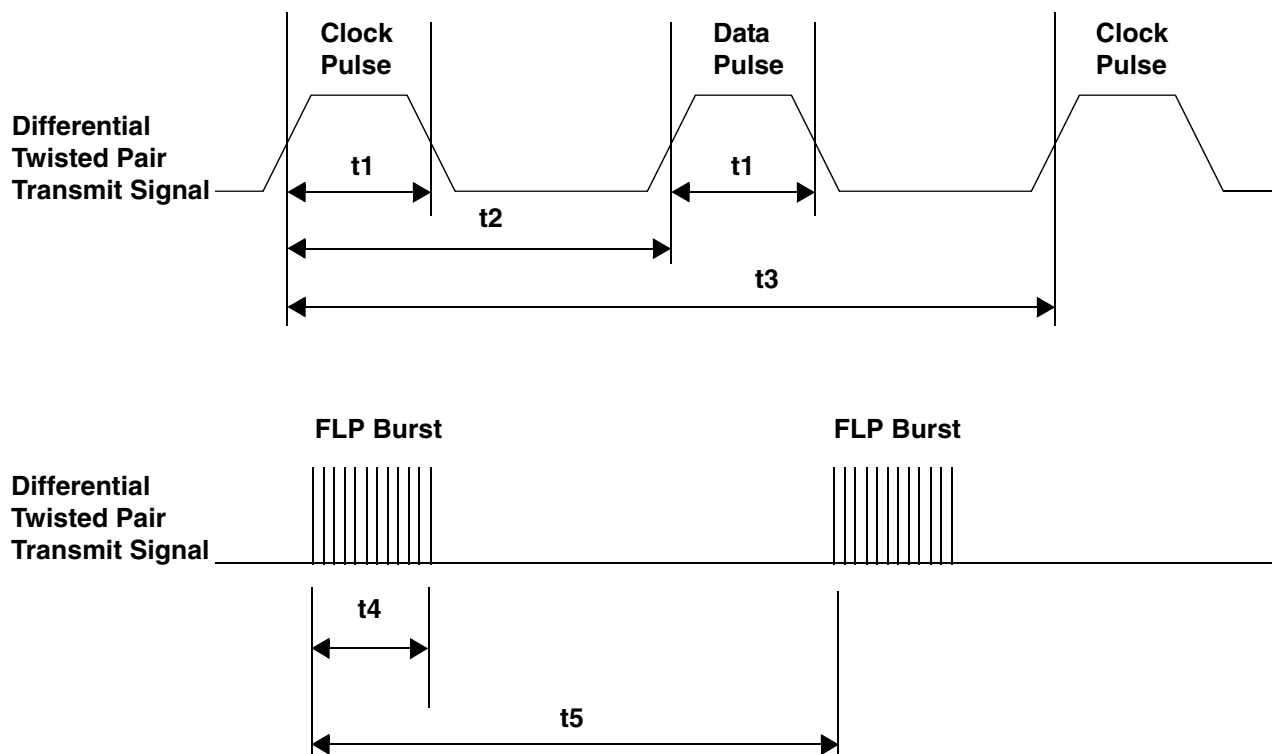 Clock
Pulse
Data
Pulse
Clock
Pulse
Differential
Twisted Pair
Transmit Signal
t1
t1
t2
t3
FLP Burst
FLP Burst
Differential
Twisted Pair
Transmit Signal
t4
t5